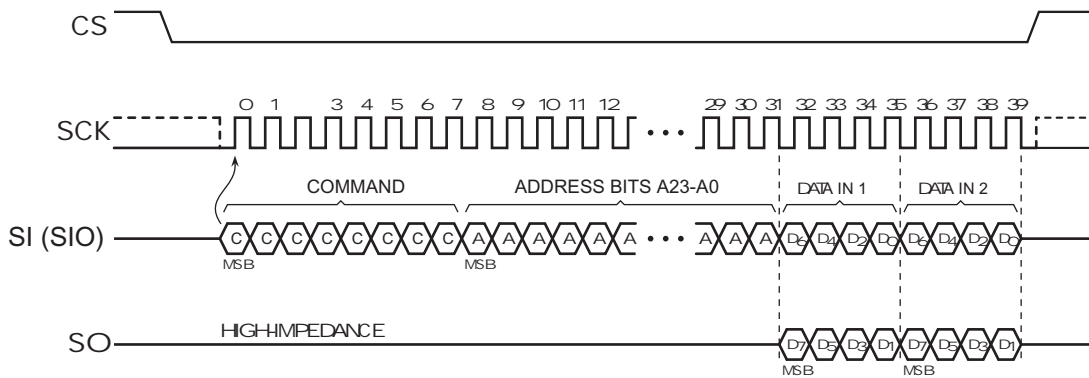 CS
0 1 3 4 5 6 7 8 9 10 11 12 29 30 31 32 33 34 35 36 37 38 39
SCK
COMMAND ADDRESS BITS A23-A0 DATA IN 1 DATA IN 2
SI (SIO) C C C C C C C C A A A A A A A A A D6 D4 D2 D0 D6 D4 D2 D0
MSB MSB
HIGH-IMPEDANCE
SO D7 D5 D3 D1 D7 D5 D3 D1
MSB MSB